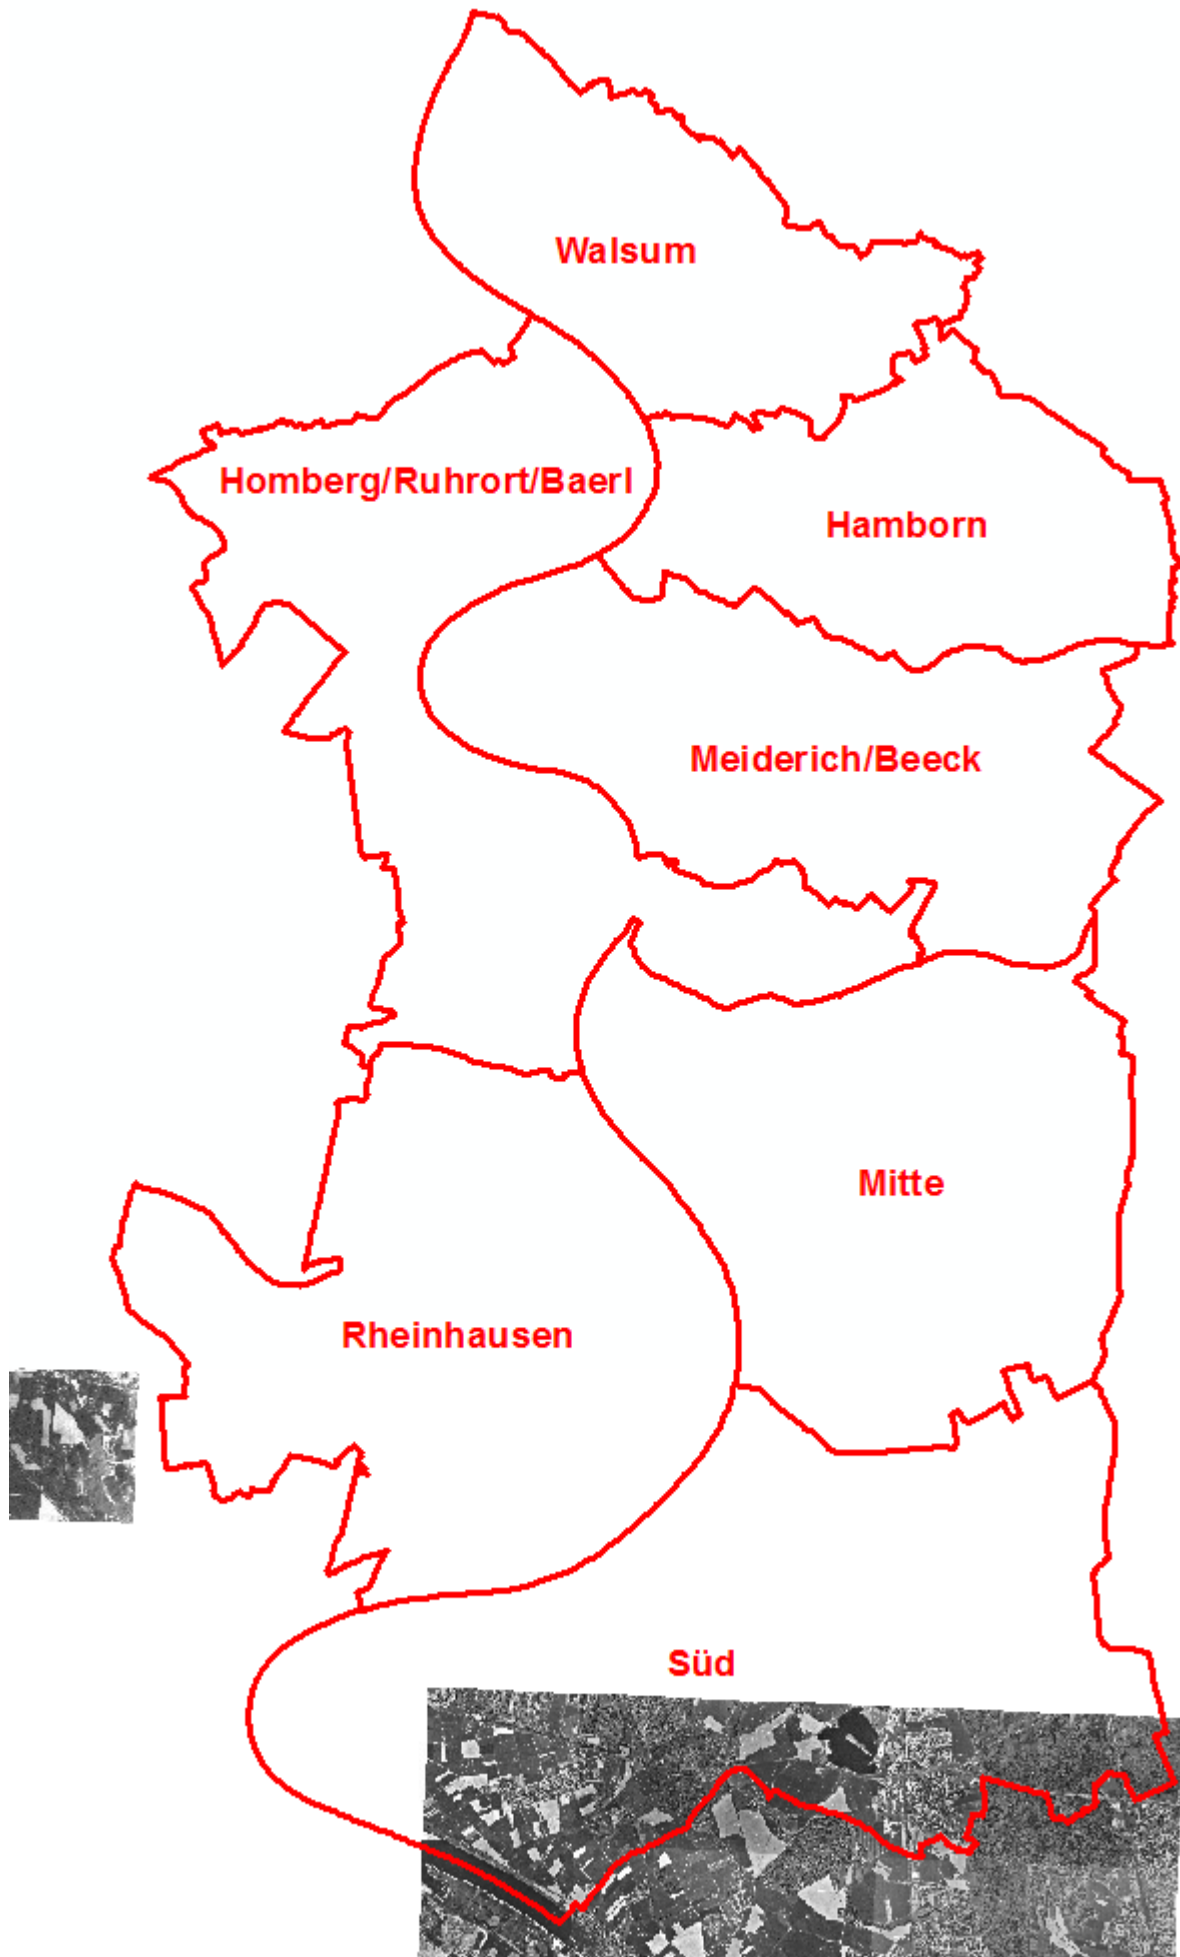 Walsum
Homberg/Ruhrort/Baerl
Hamborn
Meiderich/Beeck
Mitte
Rheinhausen
Süd